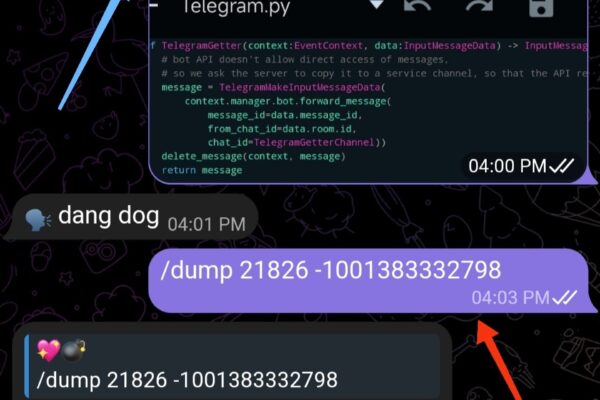 Telegram.py
f TelegramGetter(context:EventContext, data:InputMessageData) -> InputMessag
# bot API doesn't allow direct access of messages,
# so we ask the server to copy it to a service channel, so that the API re
message = TelegramMakeInputMessageData(
context.manager.bot.forward_message(
message_id=data.message_id,
from_chat_id=data.room.id,
chat_id=TelegramGetterChannel))
delete_message(context, message)
return message
04:00 PM
🗣️ dang dog 04:01 PM
/dump 21826 -1001383332798
04:03 PM
💖💣
/dump 21826 -1001383332798